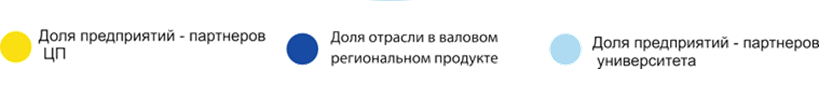 Доля предприятий - партнеров
ЦП
Доля отрасли в валовом
региональном продукте
Доля предприятий - партнеров
университета